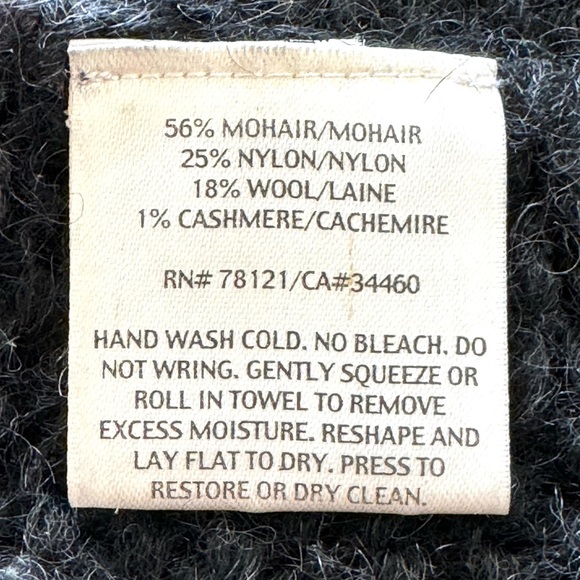 56% MOHAIR/MOHAIR
25% NYLON/NYLON
18% WOOL/LAINE
1% CASHMERE/CACHEMIRE
RN# 78121/CA#34460
HAND WASH COLD. NO BLEACH. DO
NOT WRING. GENTLY SQUEEZE OR
ROLL IN TOWEL TO REMOVE
EXCESS MOISTURE. RESHAPE AND
LAY FLAT TO DRY. PRESS TO
RESTORE OR DRY CLEAN.